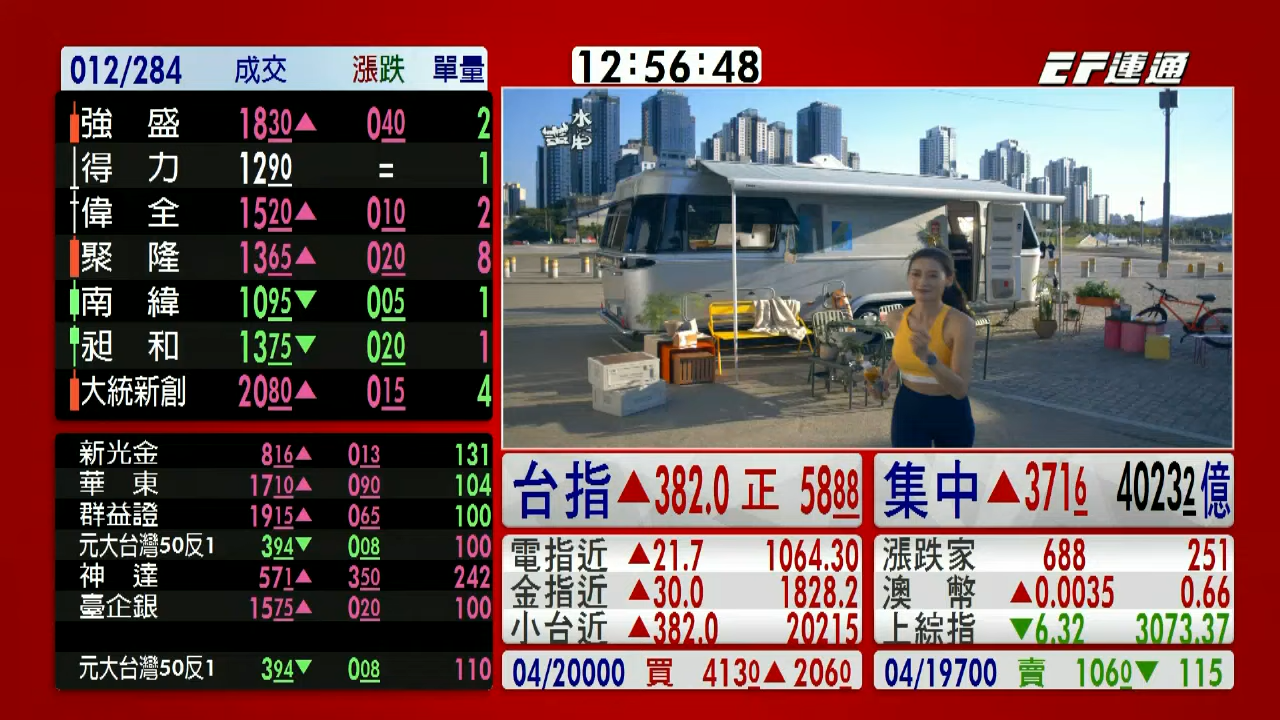 012/284 成交 漲跌 單量
強盛 1830▲ 040 2
得力 1290 = 1
偉全 1520▲ 010 2
聚隆 1365▲ 020 8
南緯 1095▼ 005 1
昶和 1375▼ 020 1
大統新創 2080▲ 015 4
新光金 816▲ 013 131
華東 1710▲ 090 104
群益證 1915▲ 065 100
元大台灣50反1 394▼ 008 100
神達 571▲ 350 242
臺企銀 1575▲ 020 100
元大台灣50反1 394▼ 008 110
12:56:48
EF運通
台指▲382.0 正 5888
集中▲3716 40232億
電指近 ▲21.7 1064.30
金指近 ▲30.0 1828.2
小台近 ▲382.0 20215
漲跌家 688 251
澳幣 ▲0.0035 0.66
上綜指 ▼6.32 3073.37
04/20000 買 4130▲2060
04/19700 賣 1060▼ 115